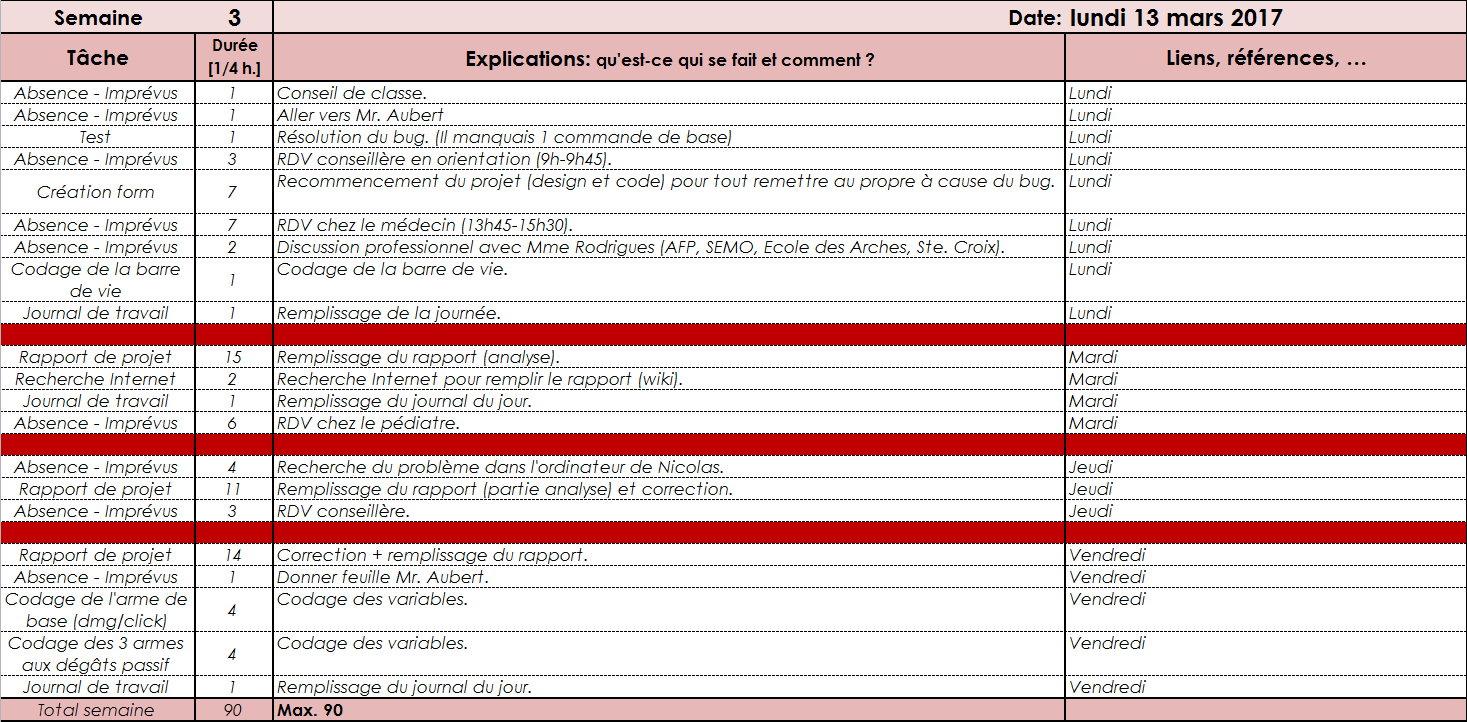 Semaine 3 Date: lundi 13 mars 2017
Tâche Durée [1/4 h.] Explications: qu'est-ce qui se fait et comment ? Liens, références, …
Absence - Imprévus 1 Conseil de classe. Lundi
Absence - Imprévus 1 Aller vers Mr. Aubert Lundi
Test 1 Résolution du bug. (Il manquais 1 commande de base) Lundi
Absence - Imprévus 3 RDV conseillère en orientation (9h-9h45). Lundi
Création form 7 Recommencement du projet (design et code) pour tout remettre au propre à cause du bug. Lundi
Absence - Imprévus 7 RDV chez le médecin (13h45-15h30). Lundi
Absence - Imprévus 2 Discussion professionnel avec Mme Rodrigues (AFP, SEMO, Ecole des Arches, Ste. Croix). Lundi
Codage de la barre de vie 1 Codage de la barre de vie. Lundi
Journal de travail 1 Remplissage de la journée. Lundi
Rapport de projet 15 Remplissage du rapport (analyse). Mardi
Recherche Internet 2 Recherche Internet pour remplir le rapport (wiki). Mardi
Journal de travail 1 Remplissage du journal du jour. Mardi
Absence - Imprévus 6 RDV chez le pédiatre. Mardi
Absence - Imprévus 4 Recherche du problème dans l'ordinateur de Nicolas. Jeudi
Rapport de projet 11 Remplissage du rapport (partie analyse) et correction. Jeudi
Absence - Imprévus 3 RDV conseillère. Jeudi
Rapport de projet 14 Correction + remplissage du rapport. Vendredi
Absence - Imprévus 1 Donner feuille Mr. Aubert. Vendredi
Codage de l'arme de base (dmg/click) 4 Codage des variables. Vendredi
Codage des 3 armes aux dégâts passif 4 Codage des variables. Vendredi
Journal de travail 1 Remplissage du journal du jour. Vendredi
Total semaine 90 Max. 90